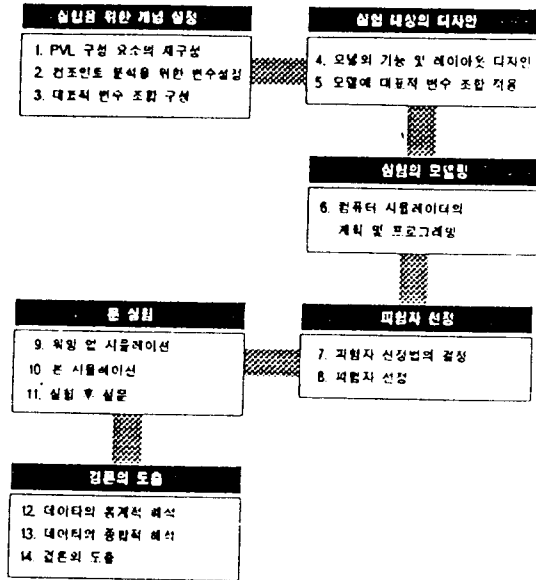 실험을 위한 개념 설정
1. PVL 구성 요소의 재구성
2. 컨조인트 분석을 위한 변수설정
3. 대표적 변수 조합 구성
실험 대상의 디자인
4. 모델의 기능 및 레이아웃 디자인
5 모델에 대표적 변수 조합 적용
실험의 모델링
6. 컴퓨터 시뮬레이터의
계획 및 프로그래밍
피험자 선정
7. 피험자 선정법의 결정
8. 피험자 선정
본 실험
9. 워밍 업 시뮬레이션
10 본 시뮬레이션
11. 실험 후 설문
결론의 도출
12. 데이타의 통계적 해석
13. 데이타의 종합적 해석
14. 결론의 도출